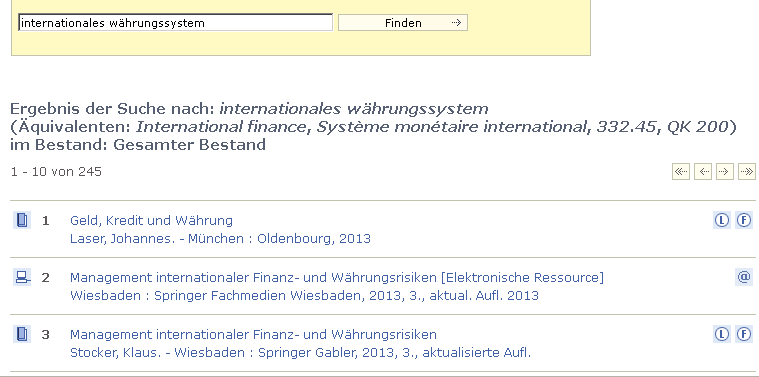 internationales währungssystem
Finden
Ergebnis der Suche nach: internationales währungssystem
(Äquivalenten: International finance, Système monétaire international, 332.45, QK 200)
im Bestand: Gesamter Bestand
1 - 10 von 245
1 Geld, Kredit und Währung L F
Laser, Johannes. - München : Oldenbourg, 2013
2 Management internationaler Finanz- und Währungsrisiken [Elektronische Ressource] @
Wiesbaden : Springer Fachmedien Wiesbaden, 2013, 3., aktual. Aufl. 2013
3 Management internationaler Finanz- und Währungsrisiken L F
Stocker, Klaus. - Wiesbaden : Springer Gabler, 2013, 3., aktualisierte Aufl.